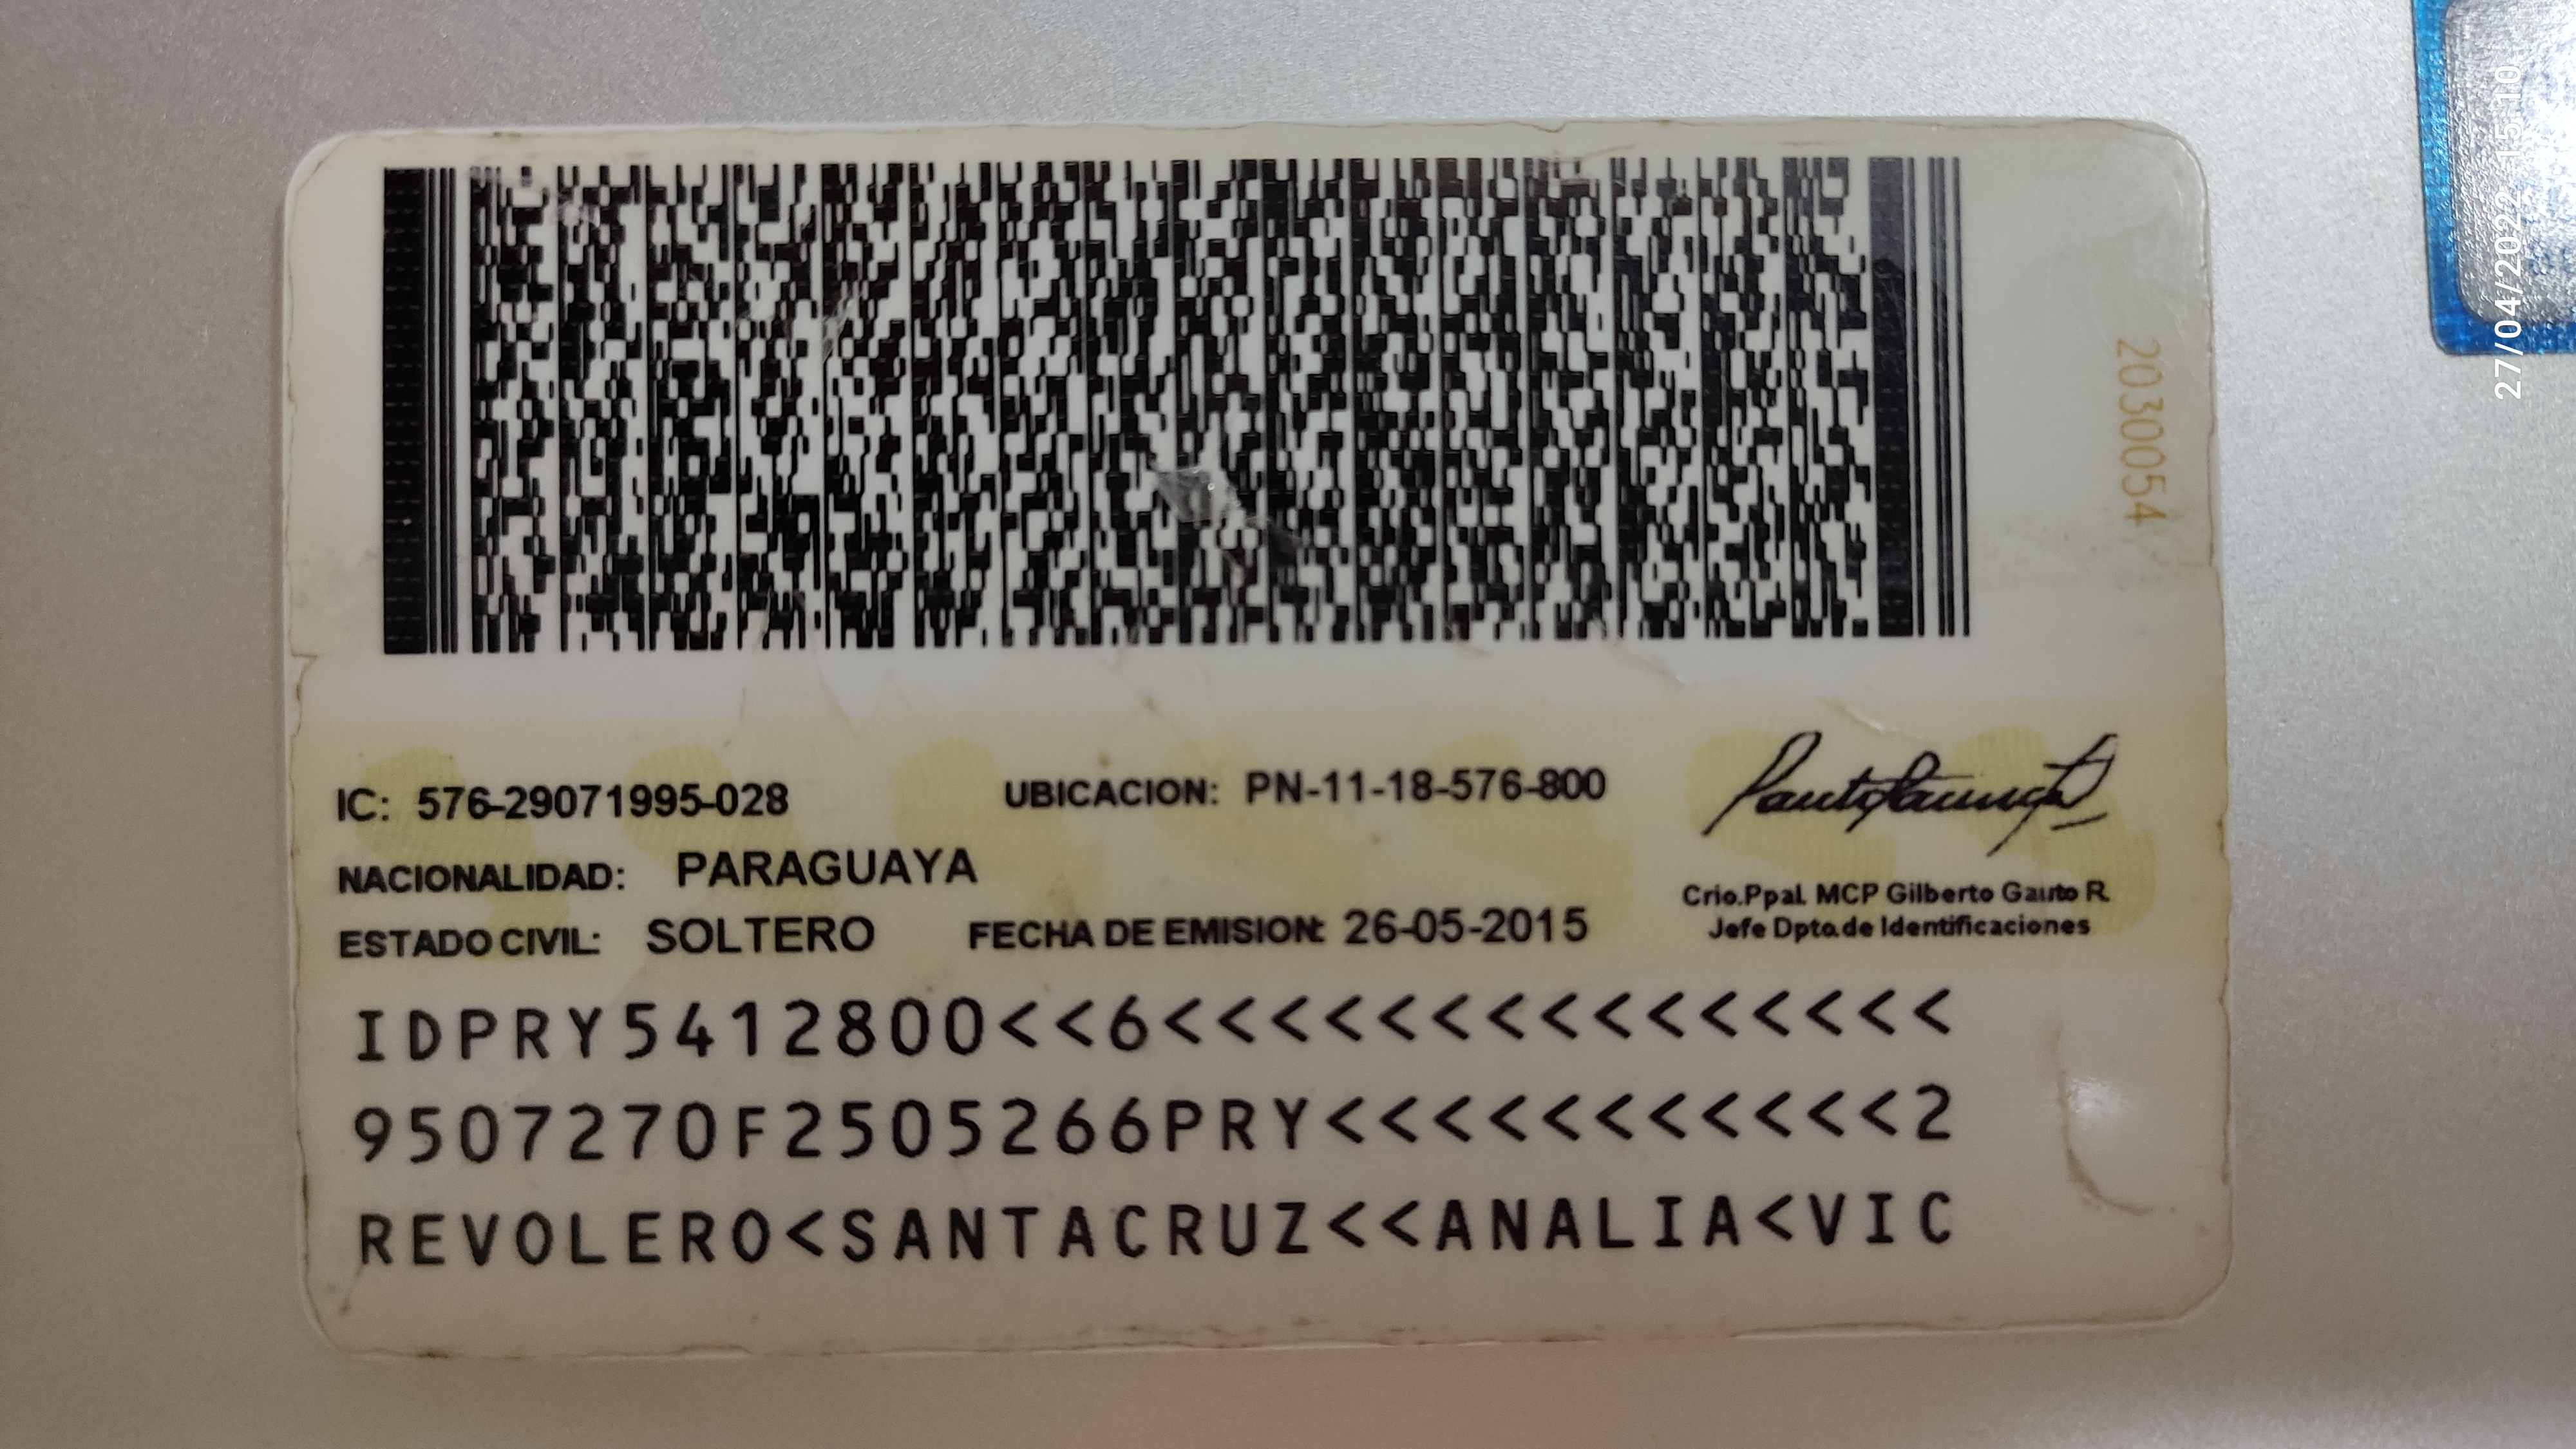 2030054
IC: 576-29071995-028 UBICACION: PN-11-18-576-800
NACIONALIDAD: PARAGUAYA
ESTADO CIVIL: SOLTERO FECHA DE EMISION: 26-05-2015
Crio.Ppal. MCP Gilberto Gauto R
Jefe Dpto.de Identificaciones
IDPRY5412800<<6<<<<<<<<<<<<<<<
9507270F2505266PRY<<<<<<<<<<<2
REVOLERO<SANTACRUZ<<ANALIA<VIC
27/04/2022 15:10